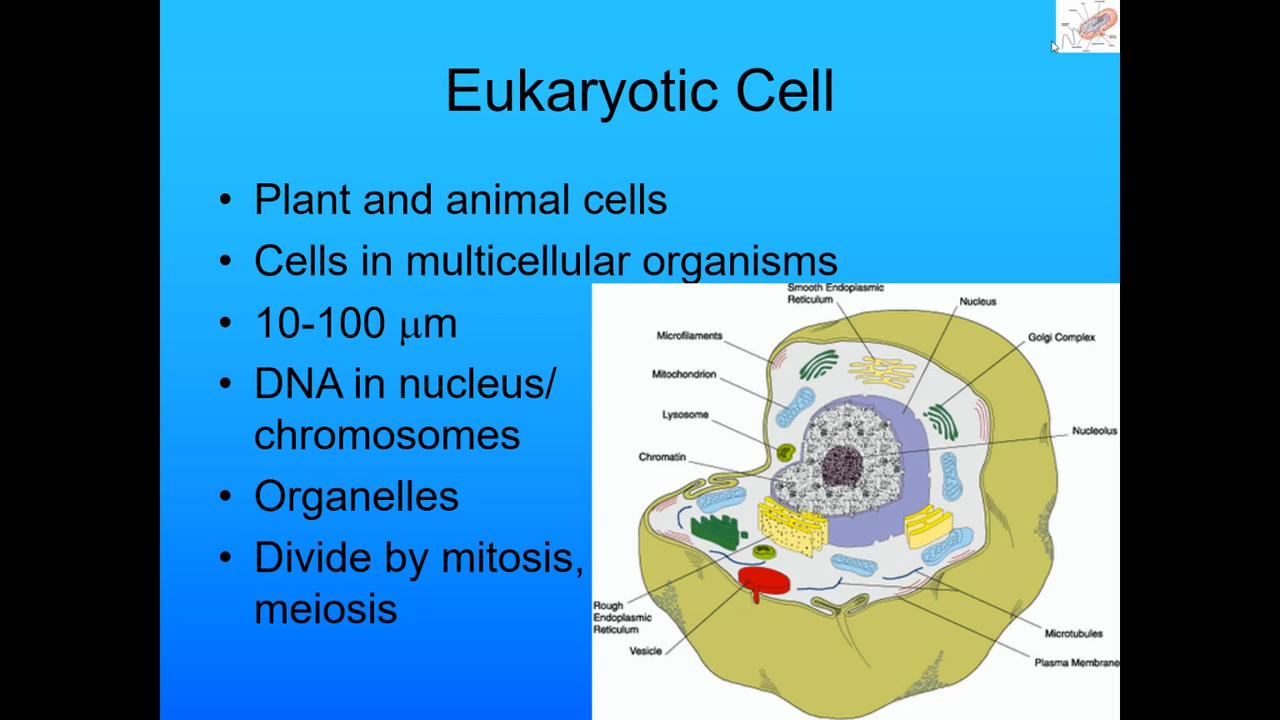 Eukaryotic Cell
• Plant and animal cells
• Cells in multicellular organisms
• 10-100 μm
• DNA in nucleus/
chromosomes
• Organelles
• Divide by mitosis,
meiosis
Smooth Endoplasmic
Reticulum
Nucleus
Microfilaments
Golgi Complex
Mitochondrion
Lysosome
Nucleolus
Chromatin
Rough
Endoplasmic
Reticulum
Vesicle
Microtubules
Plasma Membrane